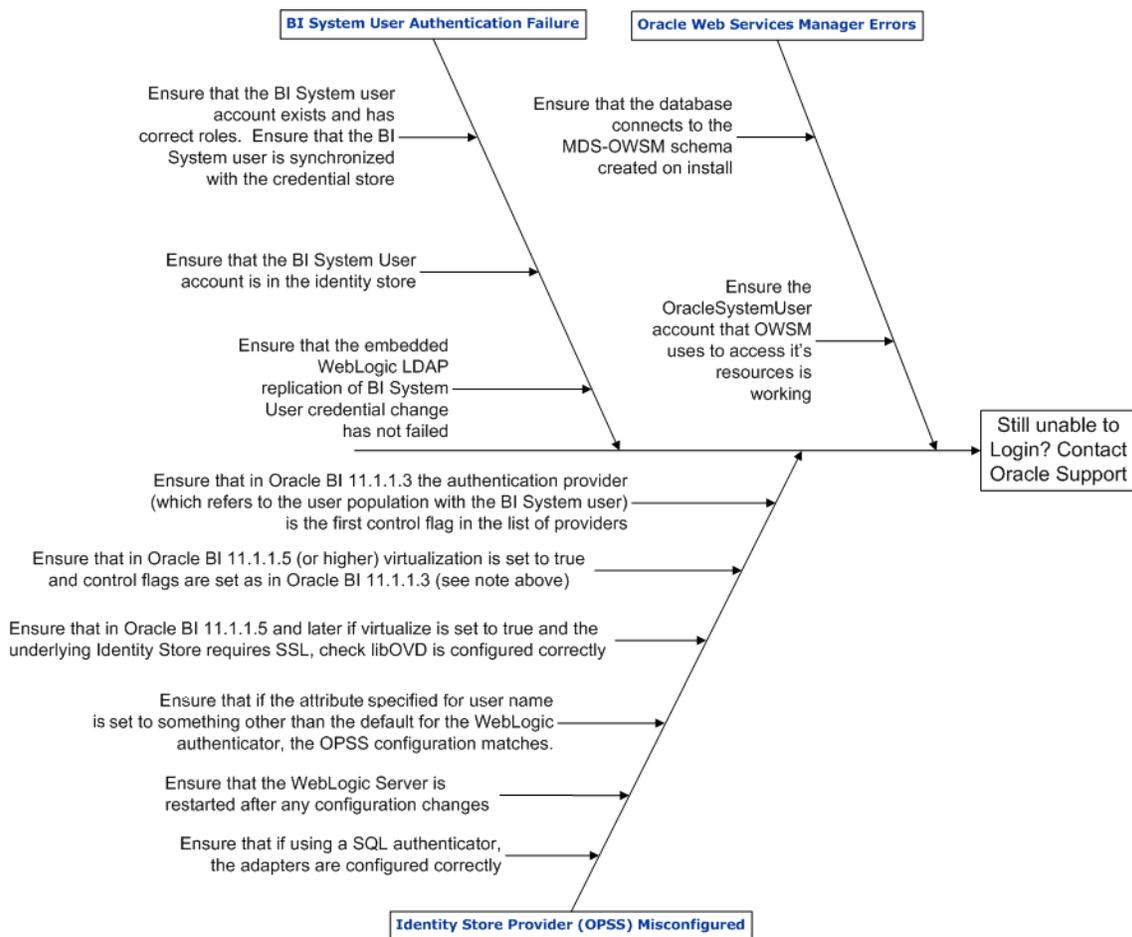 BI System User Authentication Failure
Oracle Web Services Manager Errors
Ensure that the BI System user
account exists and has
correct roles. Ensure that the BI
System user is synchronized
with the credential store
Ensure that the database
connects to the
MDS-OWSM schema
created on install
Ensure that the BI System User
account is in the identity store
Ensure the
OracleSystemUser
account that OWSM
uses to access it's
resources is
working
Ensure that the embedded
WebLogic LDAP
replication of BI System
User credential change
has not failed
Still unable to
Login? Contact
Oracle Support
Ensure that in Oracle BI 11.1.1.3 the authentication provider
(which refers to the user population with the BI System user)
is the first control flag in the list of providers
Ensure that in Oracle BI 11.1.1.5 (or higher) virtualization is set to true
and control flags are set as in Oracle BI 11.1.1.3 (see note above)
Ensure that in Oracle BI 11.1.1.5 and later if virtualize is set to true and the
underlying Identity Store requires SSL, check libOVD is configured correctly
Ensure that if the attribute specified for user name
is set to something other than the default for the WebLogic
authenticator, the OPSS configuration matches.
Ensure that the WebLogic Server is
restarted after any configuration changes
Ensure that if using a SQL authenticator,
the adapters are configured correctly
Identity Store Provider (OPSS) Misconfigured